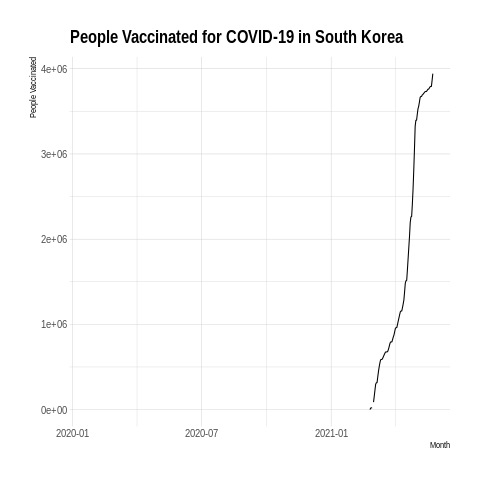 People Vaccinated for COVID-19 in South Korea
People Vaccinated
4e+06
3e+06
2e+06
1e+06
0e+00
2020-01 2020-07 2021-01
Month